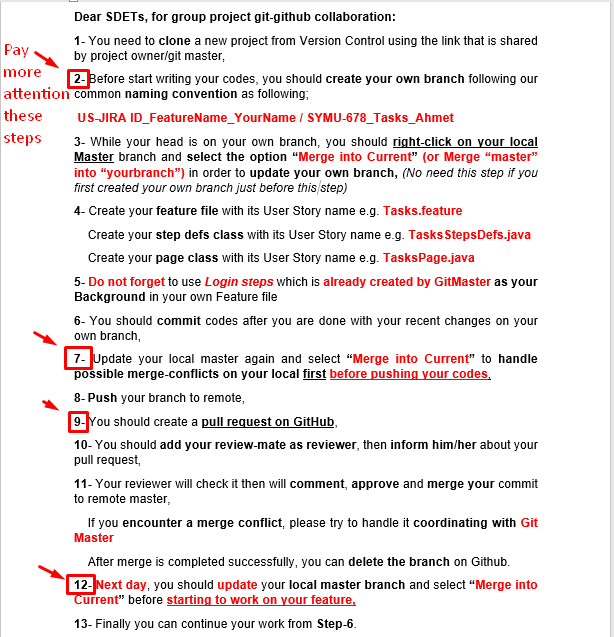 Dear SDETs, for group project git-github collaboration:
1- You need to clone a new project from Version Control using the link that is shared
by project owner/git master,
Pay
more
attention
these
steps
2- Before start writing your codes, you should create your own branch following our
common naming convention as following;
US-JIRA ID_FeatureName_YourName / SYMU-678_Tasks_Ahmet
3- While your head is on your own branch, you should right-click on your local
Master branch and select the option “Merge into Current” (or Merge “master”
into “yourbranch”) in order to update your own branch, (No need this step if you
first created your own branch just before this step)
4- Create your feature file with its User Story name e.g. Tasks.feature
Create your step defs class with its User Story name e.g. TasksStepsDefs.java
Create your page class with its User Story name e.g. TasksPage.java
5- Do not forget to use Login steps which is already created by GitMaster as your
Background in your own Feature file
6- You should commit codes after you are done with your recent changes on your
own branch,
7- Update your local master again and select “Merge into Current” to handle
possible merge-conflicts on your local first before pushing your codes,
8- Push your branch to remote,
9- You should create a pull request on GitHub,
10- You should add your review-mate as reviewer, then inform him/her about your
pull request,
11- Your reviewer will check it then will comment, approve and merge your commit
to remote master,
If you encounter a merge conflict, please try to handle it coordinating with Git
Master
After merge is completed successfully, you can delete the branch on Github.
12- Next day, you should update your local master branch and select “Merge into
Current” before starting to work on your feature,
13- Finally you can continue your work from Step-6.